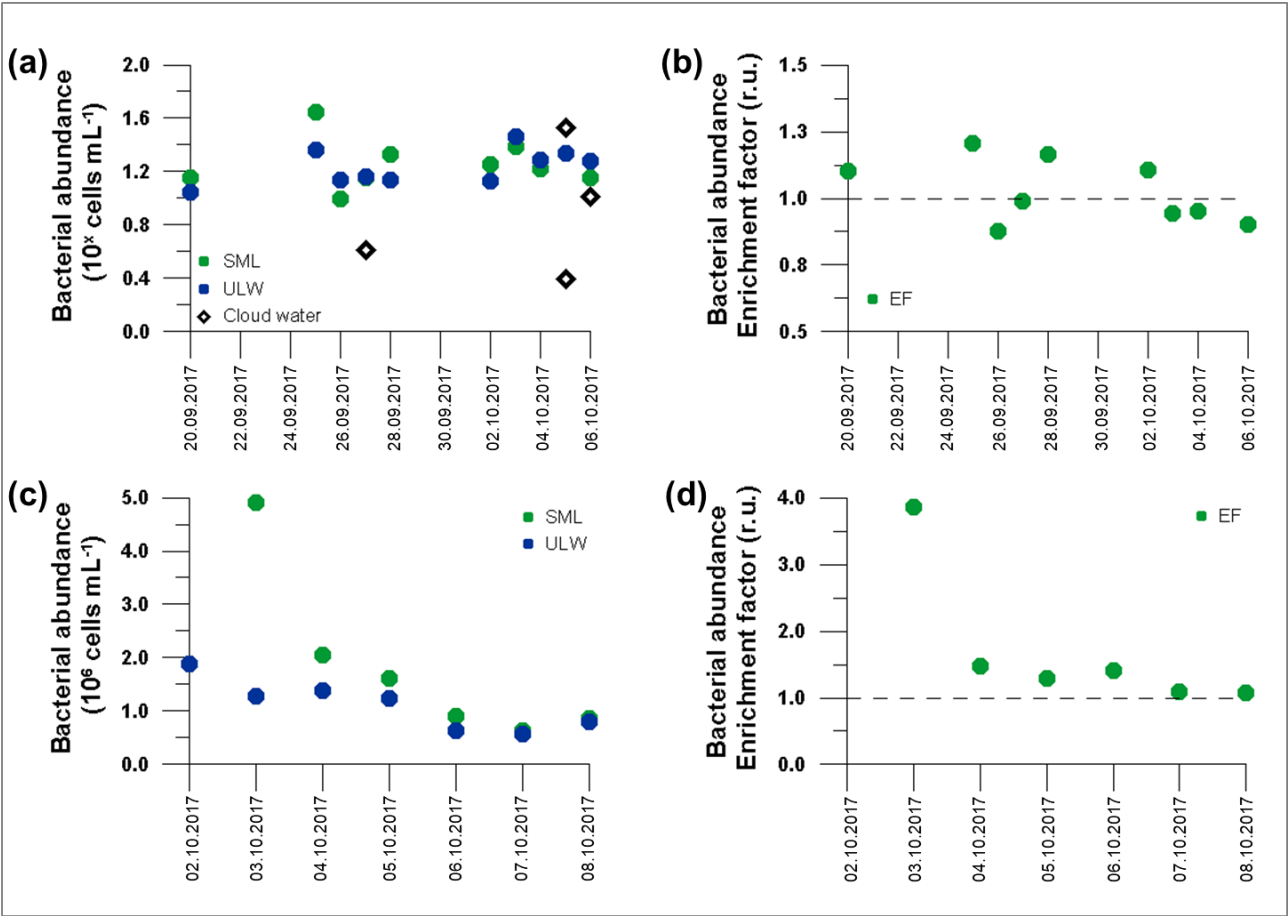 (a)
Bacterial abundance
(10ˣ cells mL⁻¹)
2.0
1.6
1.2
0.8
0.4
0.0
SML
ULW
Cloud water
20.09.2017
22.09.2017
24.09.2017
26.09.2017
28.09.2017
30.09.2017
02.10.2017
04.10.2017
06.10.2017
(b)
Bacterial abundance
Enrichment factor (r.u.)
1.5
1.3
1.0
0.8
0.5
EF
20.09.2017
22.09.2017
24.09.2017
26.09.2017
28.09.2017
30.09.2017
02.10.2017
04.10.2017
06.10.2017
(c)
Bacterial abundance
(10⁶ cells mL⁻¹)
5.0
4.0
3.0
2.0
1.0
0.0
SML
ULW
02.10.2017
03.10.2017
04.10.2017
05.10.2017
06.10.2017
07.10.2017
08.10.2017
(d)
Bacterial abundance
Enrichment factor (r.u.)
4.0
3.0
2.0
1.0
0.0
EF
02.10.2017
03.10.2017
04.10.2017
05.10.2017
06.10.2017
07.10.2017
08.10.2017